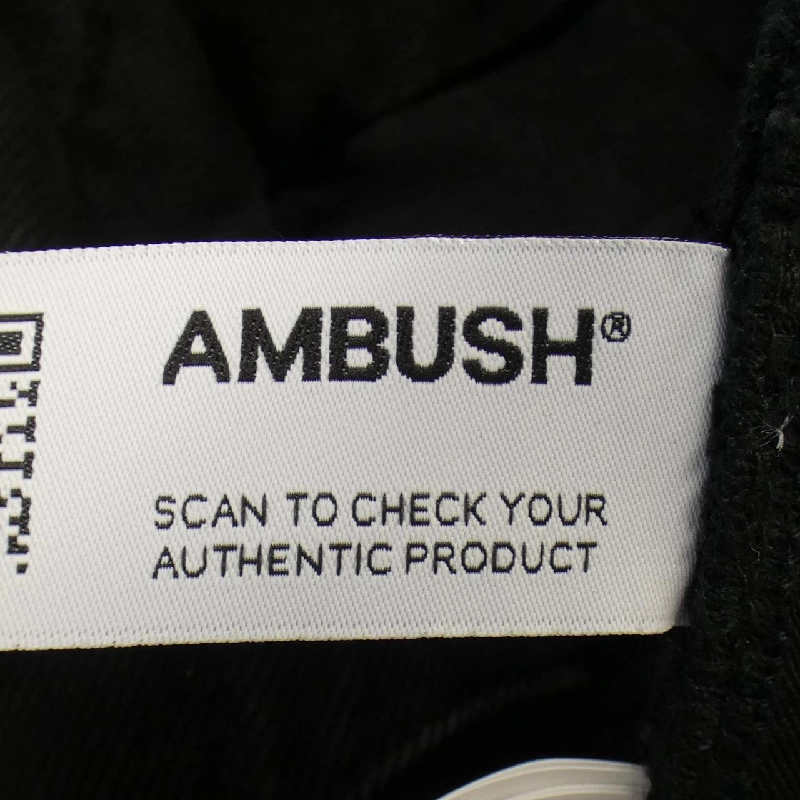 AMBUSH®
SCAN TO CHECK YOUR
AUTHENTIC PRODUCT